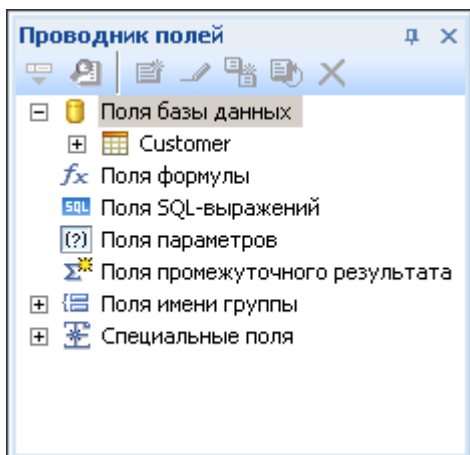 Проводник полей
Поля базы данных
Customer
fx Поля формулы
SQL Поля SQL-выражений
(?) Поля параметров
Σ Поля промежуточного результата
Поля имени группы
Специальные поля